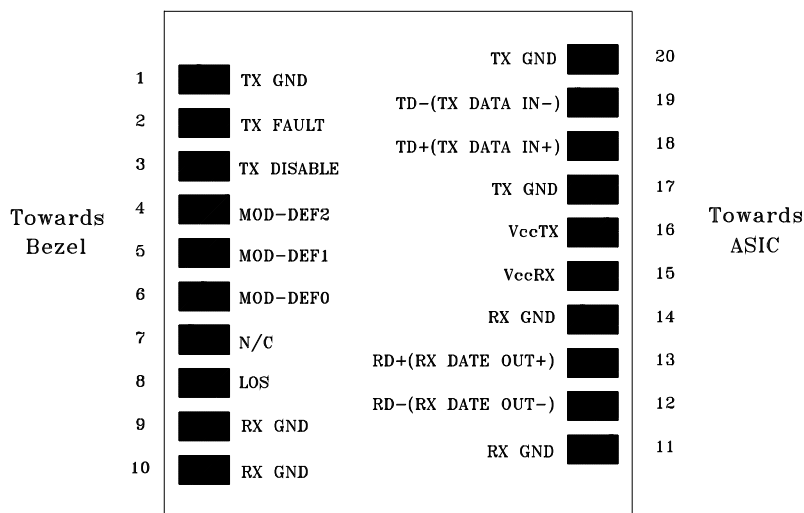 1 TX GND
2 TX FAULT
3 TX DISABLE
4 MOD-DEF2
5 MOD-DEF1
6 MOD-DEF0
7 N/C
8 LOS
9 RX GND
10 RX GND
Towards
Bezel
TX GND 20
TD-(TX DATA IN-) 19
TD+(TX DATA IN+) 18
TX GND 17
VccTX 16
VccRX 15
RX GND 14
RD+(RX DATE OUT+) 13
RD-(RX DATE OUT-) 12
RX GND 11
Towards
ASIC